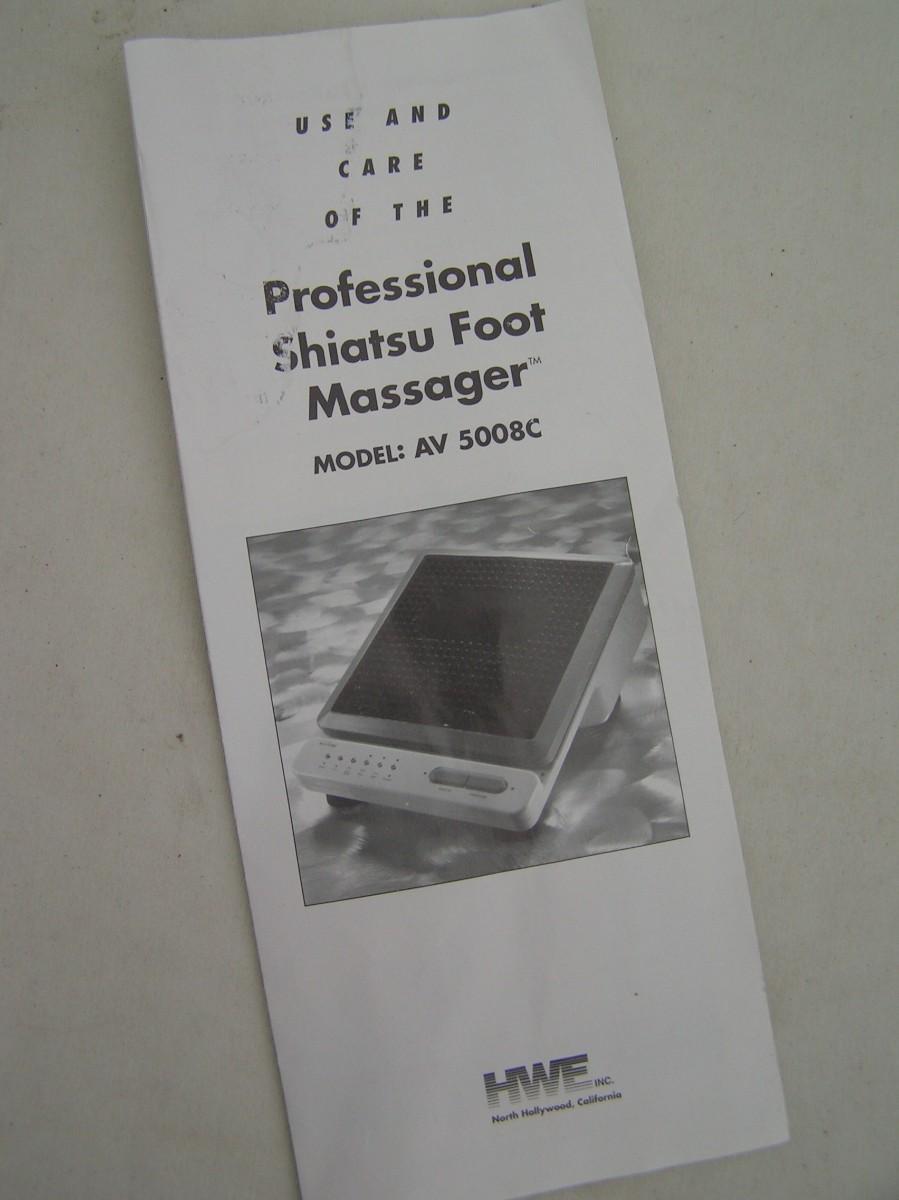 USE AND
CARE
OF THE
Professional
Shiatsu Foot
Massager™
MODEL: AV 5008C
HWE INC.
North Hollywood, California